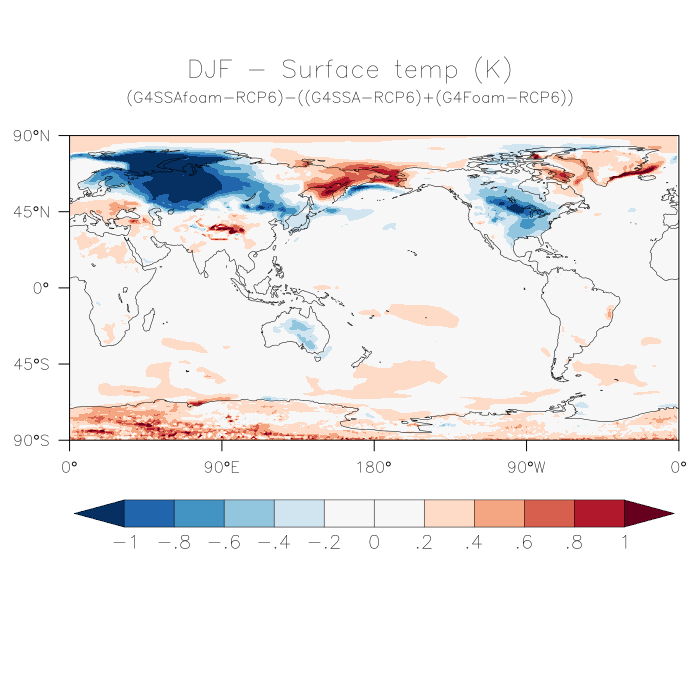 DJF - Surface temp (K)
(G4SSAfoam-RCP6)-((G4SSA-RCP6)+(G4Foam-RCP6))
90°N
45°N
0°
45°S
90°S
0° 90°E 180° 90°W 0°
-1 -.8 -.6 -.4 -.2 0 .2 .4 .6 .8 1